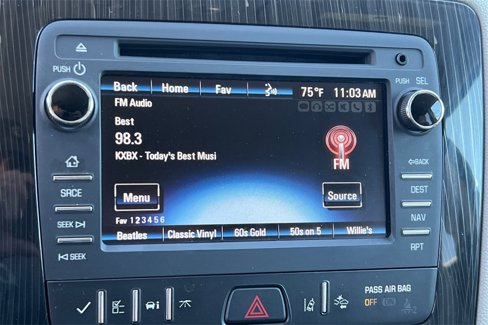 PUSH SEL
PUSH
Back Home Fav 75°F 11:03 AM
FM Audio
Best
98.3
KXBX - Today's Best Musi
FM
BACK
SRCE
DEST
Menu Source
SEEK
NAV
Fav 1 2 3 4 5 6
Beatles Classic Vinyl 60s Gold 50s on 5 Willie's
SEEK
RPT
PASS AIR BAG
OFF